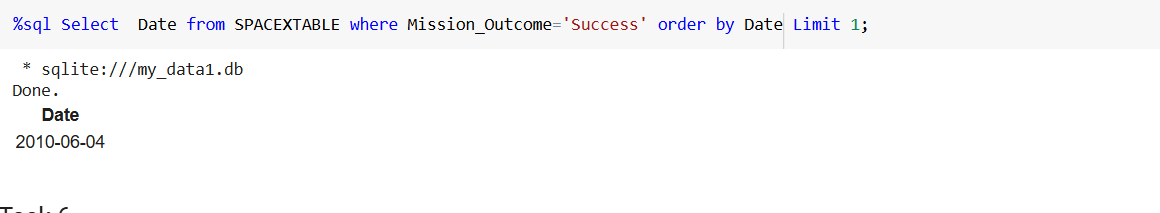 %sql Select  Date from SPACEXTABLE where Mission_Outcome='Success' order by Date Limit 1;
* sqlite:///my_data1.db
Done.
Date
2010-06-04